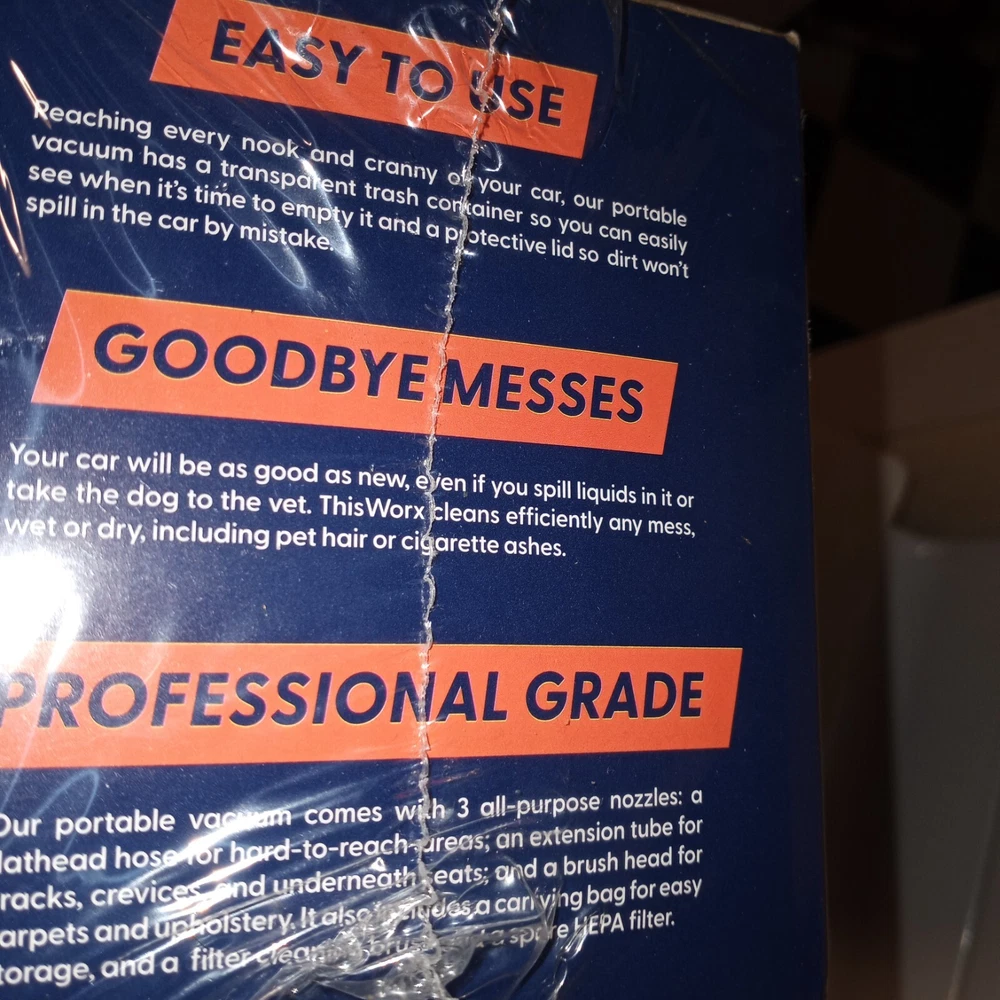 EASY TO USE
Reaching every nook and cranny of your car, our portable
vacuum has a transparent trash container so you can easily
see when it's time to empty it and a protective lid so dirt won't
spill in the car by mistake.
GOODBYE MESSES
Your car will be as good as new, even if you spill liquids in it or
take the dog to the vet. ThisWorx cleans efficiently any mess,
wet or dry, including pet hair or cigarette ashes.
PROFESSIONAL GRADE
Our portable vacuum comes with 3 all-purpose nozzles: a
lathead hose for hard-to-reach areas; an extension tube for
racks, crevices and underneath seats; and a brush head for
arpets and upholstery. It also includes a carrying bag for easy
torage, and a filter cleaning brush and a spare HEPA filter.